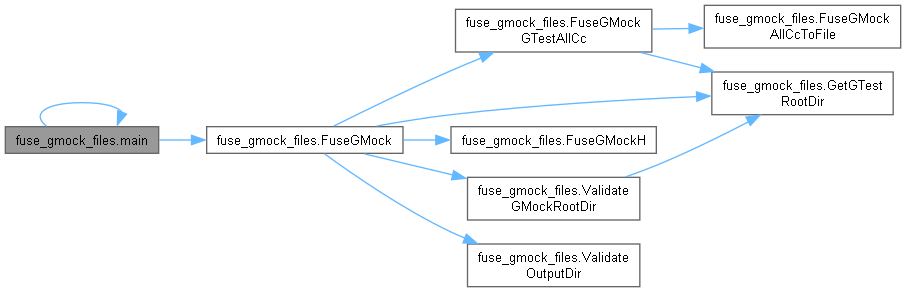 fuse_gmock_files.main
fuse_gmock_files.FuseGMock
fuse_gmock_files.FuseGMock
GTestAllCc
fuse_gmock_files.FuseGMock
AllCcToFile
fuse_gmock_files.GetGTest
RootDir
fuse_gmock_files.FuseGMockH
fuse_gmock_files.Validate
GMockRootDir
fuse_gmock_files.Validate
OutputDir